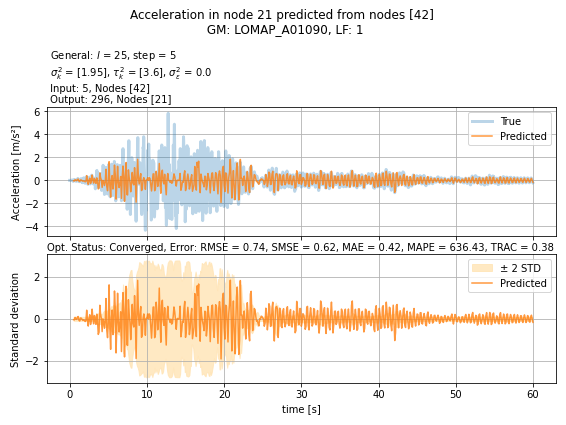 Acceleration in node 21 predicted from nodes [42]
GM: LOMAP_A01090, LF: 1
General: l = 25, step = 5
σ²ₖ = [1.95], τ²ₖ = [3.6], σ²ε = 0.0
Input: 5, Nodes [42]
Output: 296, Nodes [21]
6
4
2
0
−2
−4
Acceleration [m/s²]
True
Predicted
Opt. Status: Converged, Error: RMSE = 0.74, SMSE = 0.62, MAE = 0.42, MAPE = 636.43, TRAC = 0.38
2
0
−2
Standard deviation
± 2 STD
Predicted
0 10 20 30 40 50 60
time [s]